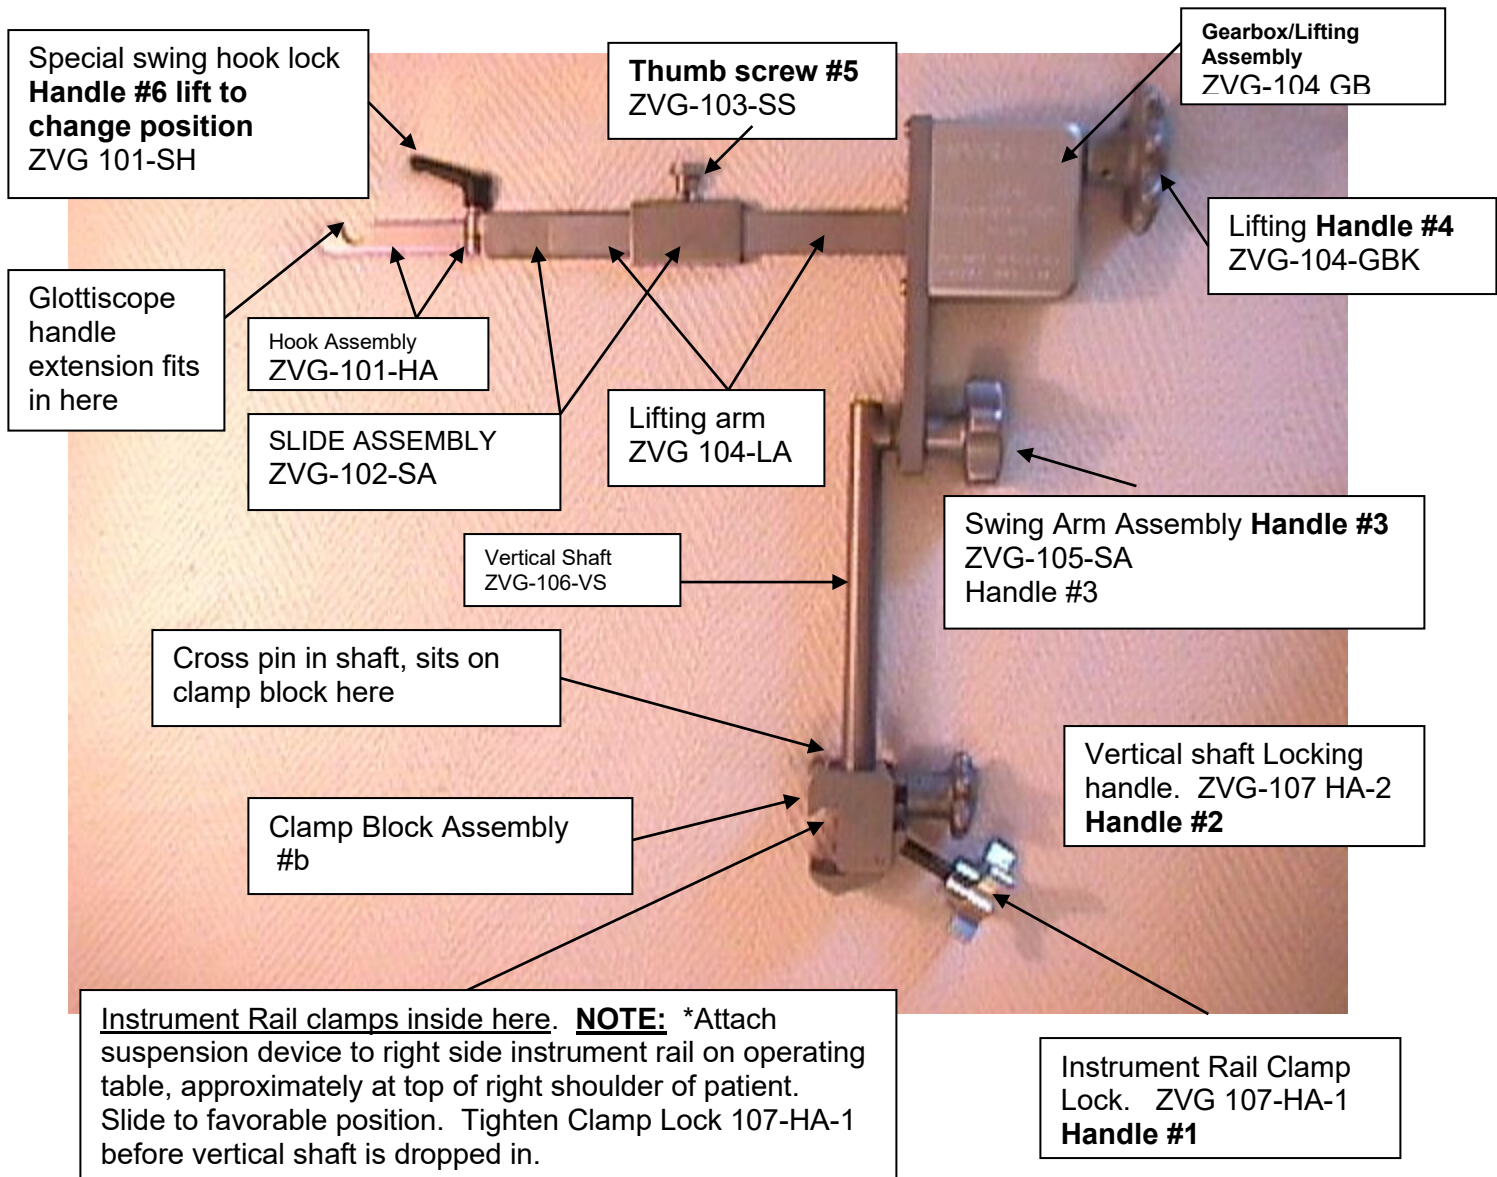 Special swing hook lock
Handle #6 lift to
change position
ZVG 101-SH
Thumb screw #5
ZVG-103-SS
Gearbox/Lifting
Assembly
ZVG-104 GB
Lifting Handle #4
ZVG-104-GBK
Glottiscope
handle
extension fits
in here
Hook Assembly
ZVG-101-HA
SLIDE ASSEMBLY
ZVG-102-SA
Lifting arm
ZVG 104-LA
Swing Arm Assembly Handle #3
ZVG-105-SA
Handle #3
Vertical Shaft
ZVG-106-VS
Cross pin in shaft, sits on
clamp block here
Vertical shaft Locking
handle. ZVG-107 HA-2
Handle #2
Clamp Block Assembly
#b
Instrument Rail clamps inside here. NOTE: *Attach
suspension device to right side instrument rail on operating
table, approximately at top of right shoulder of patient.
Slide to favorable position. Tighten Clamp Lock 107-HA-1
before vertical shaft is dropped in.
Instrument Rail Clamp
Lock. ZVG 107-HA-1
Handle #1